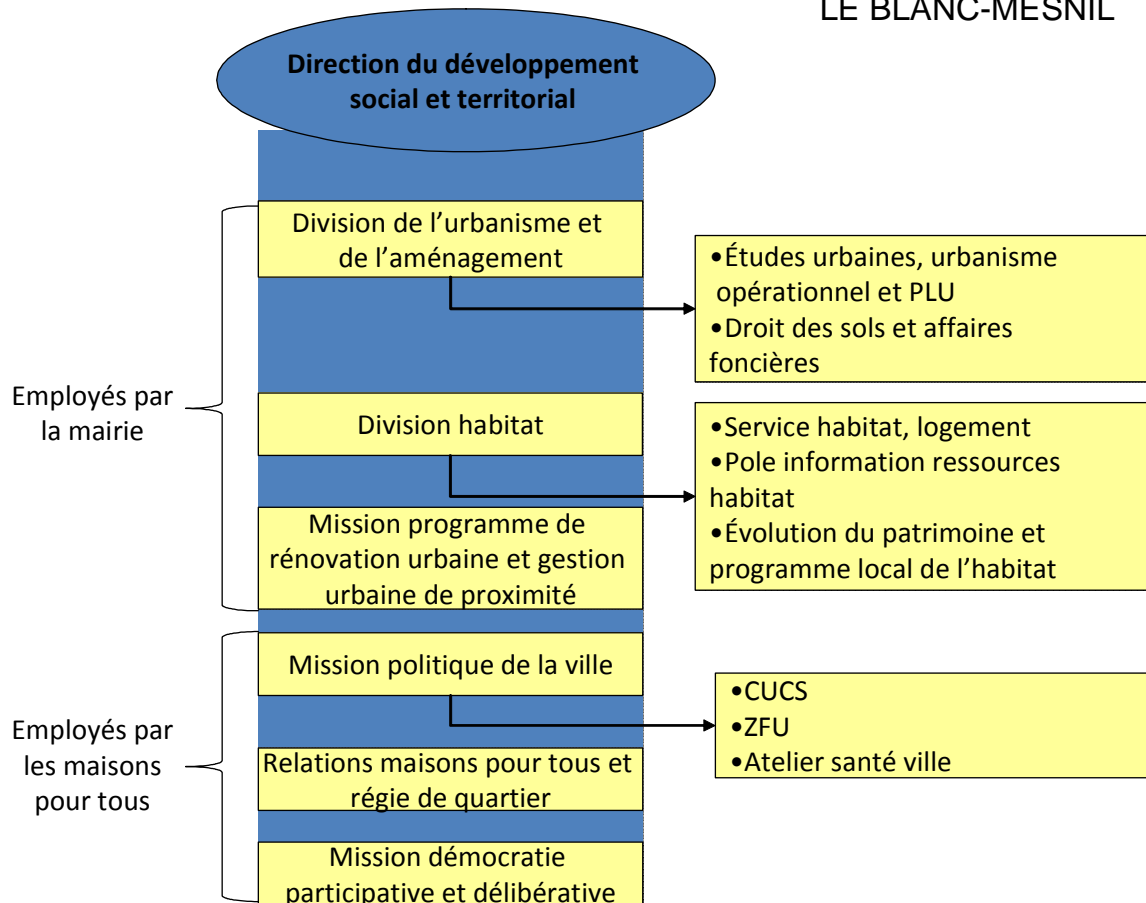 LE BLANC-MESNIL
Direction du développement
social et territorial
Division de l'urbanisme et
de l'aménagement
•Études urbaines, urbanisme
opérationnel et PLU
•Droit des sols et affaires
foncières
Employés par
la mairie
Division habitat
•Service habitat, logement
•Pole information ressources
habitat
•Évolution du patrimoine et
programme local de l'habitat
Mission programme de
rénovation urbaine et gestion
urbaine de proximité
Mission politique de la ville
•CUCS
•ZFU
•Atelier santé ville
Employés par
les maisons
pour tous
Relations maisons pour tous et
régie de quartier
Mission démocratie
participative et délibérative